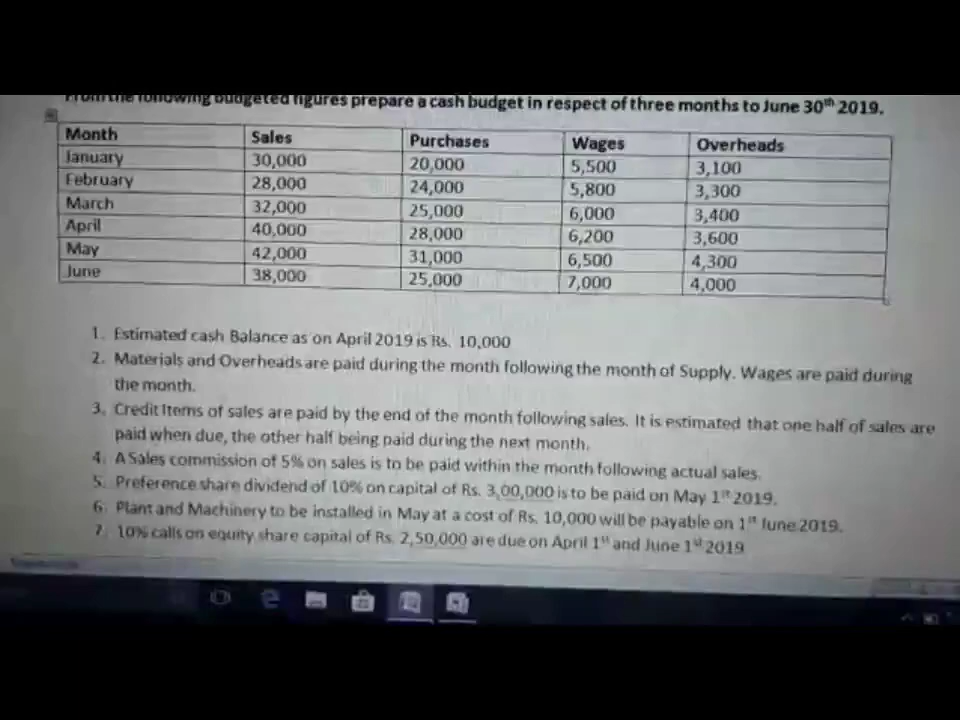 From the following budgeted figures prepare a cash budget in respect of three months to June 30th 2019.
Month Sales Purchases Wages Overheads
January 30,000 20,000 5,500 3,100
February 28,000 24,000 5,800 3,300
March 32,000 25,000 6,000 3,400
April 40,000 28,000 6,200 3,600
May 42,000 31,000 6,500 4,300
June 38,000 25,000 7,000 4,000
1. Estimated cash Balance as on April 2019 is Rs. 10,000
2. Materials and Overheads are paid during the month following the month of Supply. Wages are paid during
the month.
3. Credit Items of sales are paid by the end of the month following sales. It is estimated that one half of sales are
paid when due, the other half being paid during the next month.
4. A Sales commission of 5% on sales is to be paid within the month following actual sales.
5. Preference share dividend of 10% on capital of Rs. 3,00,000 is to be paid on May 1st 2019.
6. Plant and Machinery to be installed in May at a cost of Rs. 10,000 will be payable on 1st June 2019.
7. 10% calls on equity share capital of Rs. 2,50,000 are due on April 1st and June 1st 2019